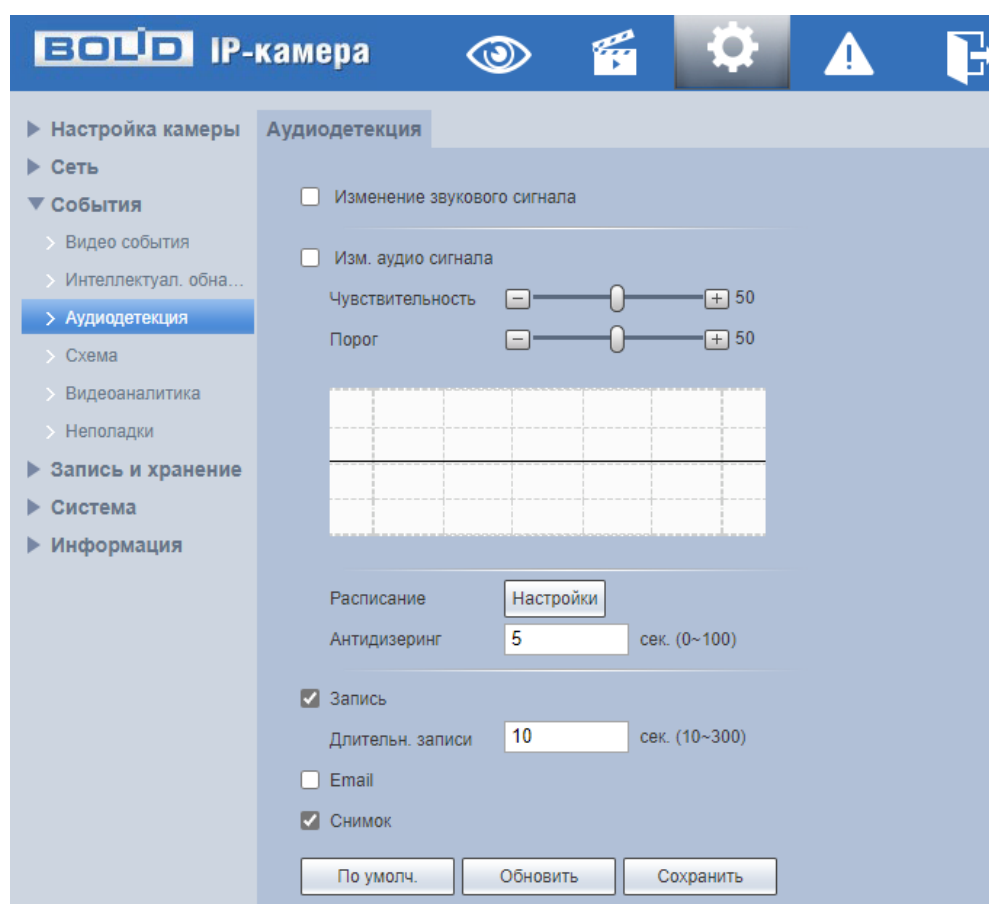 BOLID IP-камера
Настройка камеры
Сеть
События
Видео события
Интеллектуал. обна...
Аудиодетекция
Схема
Видеоаналитика
Неполадки
Запись и хранение
Система
Информация
Аудиодетекция
Изменение звукового сигнала
Изм. аудио сигнала
Чувствительность 50
Порог 50
Расписание Настройки
Антидизеринг 5 сек. (0~100)
Запись
Длительн. записи 10 сек. (10~300)
Email
Снимок
По умолч. Обновить Сохранить